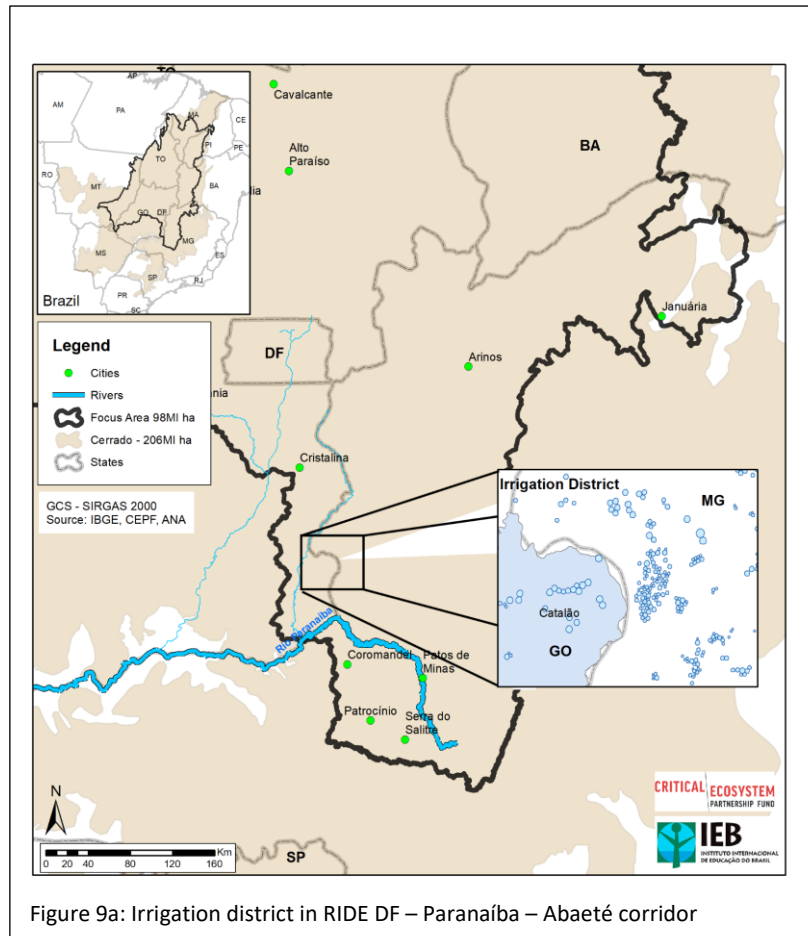 TO
Cavalcante
Alto
Paraíso
BA
AP
AM
PA
MA
CE
PI
PE
TO
RO
MT
BA
lia
GO
DF
MG
MS
ES
SP
RJ
PR
SC
Brazil
Januária
DF
Arinos
Legend
Cities
Rivers
Focus Area 98MI ha
Cerrado - 206MI ha
States
ania
Cristalina
GCS - SIRGAS 2000
Source: IBGE, CEPF, ANA
Irrigation District
MG
Catalão
GO
Rio Paranaíba
Coromandel
Patos de
Minas
Patrocínio
Serra do
Salitre
N
Km
0 20 40 80 120 160
SP
CRITICAL ECOSYSTEM
PARTNERSHIP FUND
IEB
INSTITUTO INTERNACIONAL
DE EDUCAÇÃO DO BRASIL
Figure 9a: Irrigation district in RIDE DF – Paranaíba – Abaeté corridor